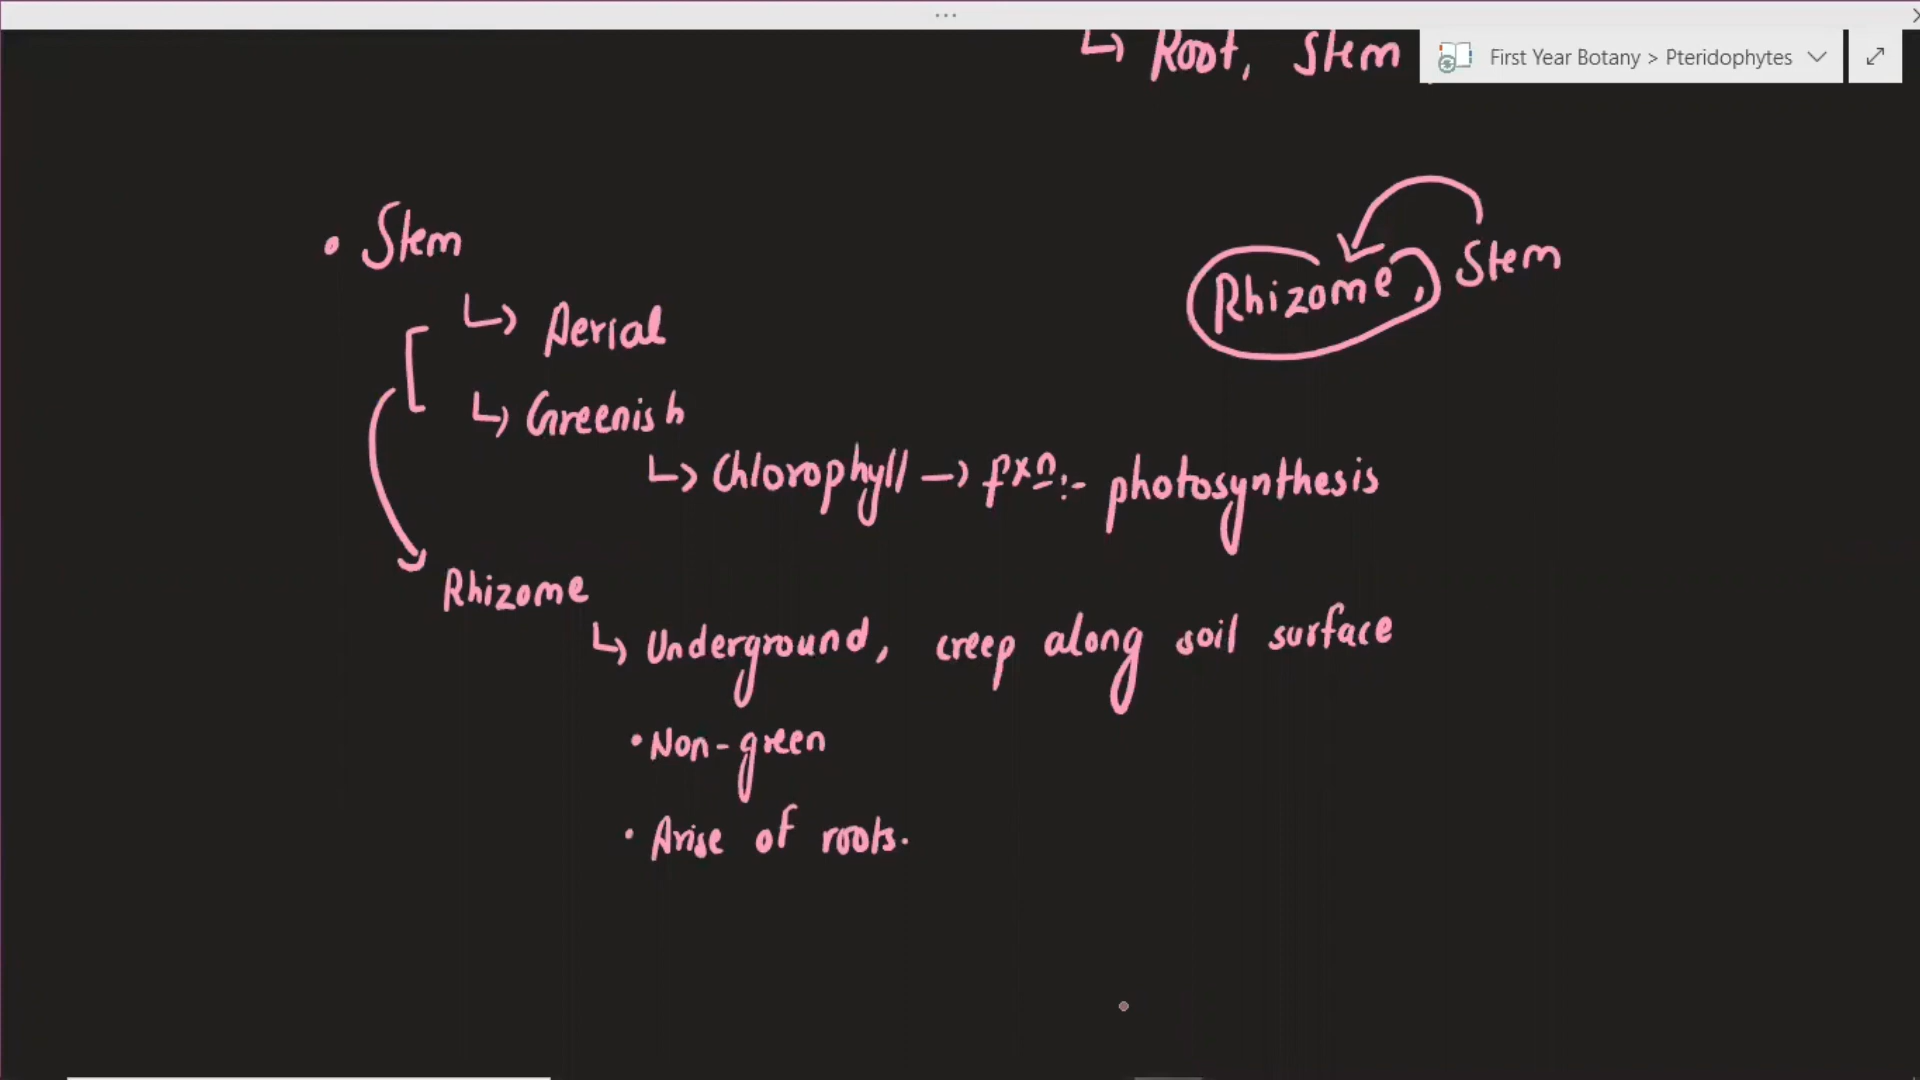 ...
↳ Root, Stem
First Year Botany > Pteridophytes
• Stem
Rhizome, Stem
↳ Aerial
↳ Greenish
↳ Chlorophyll → fxn:- photosynthesis
Rhizome
↳ Underground, creep along soil surface
• Non-green
• Arise of roots.